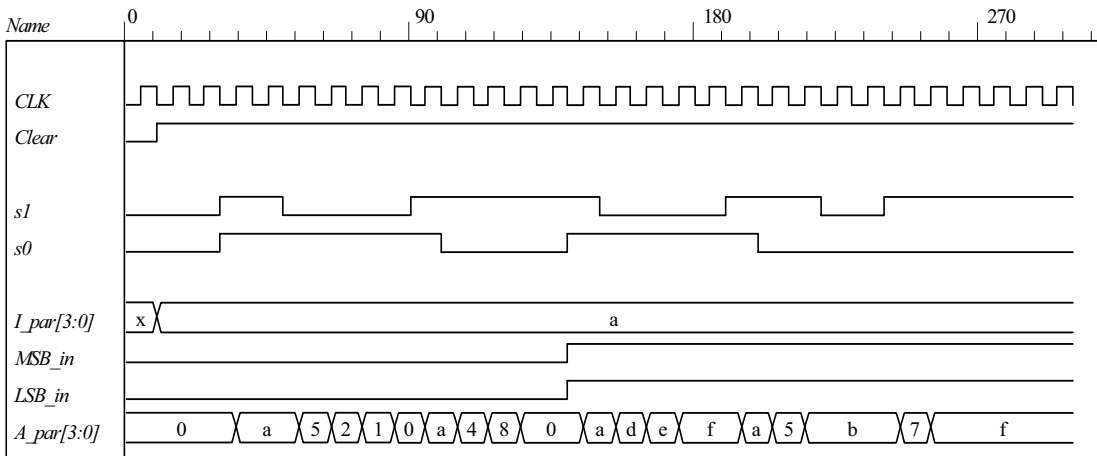 Name 0 90 180 270
CLK
Clear
s1
s0
I_par[3:0] x a
MSB_in
LSB_in
A_par[3:0] 0 a 5 2 1 0 a 4 8 0 a d e f a 5 b 7 f